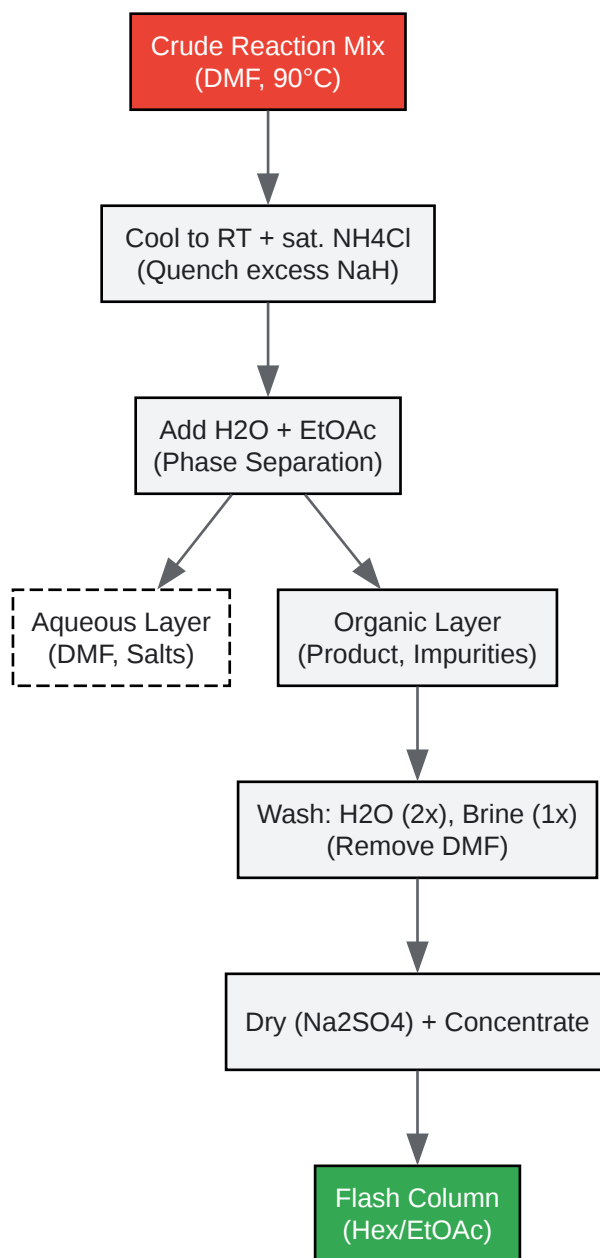 Crude Reaction Mix
(DMF, 90°C)
Cool to RT + sat. NH4Cl
(Quench excess NaH)
Add H2O + EtOAc
(Phase Separation)
Aqueous Layer
(DMF, Salts)
Organic Layer
(Product, Impurities)
Wash: H2O (2x), Brine (1x)
(Remove DMF)
Dry (Na2SO4) + Concentrate
Flash Column
(Hex/EtOAc)